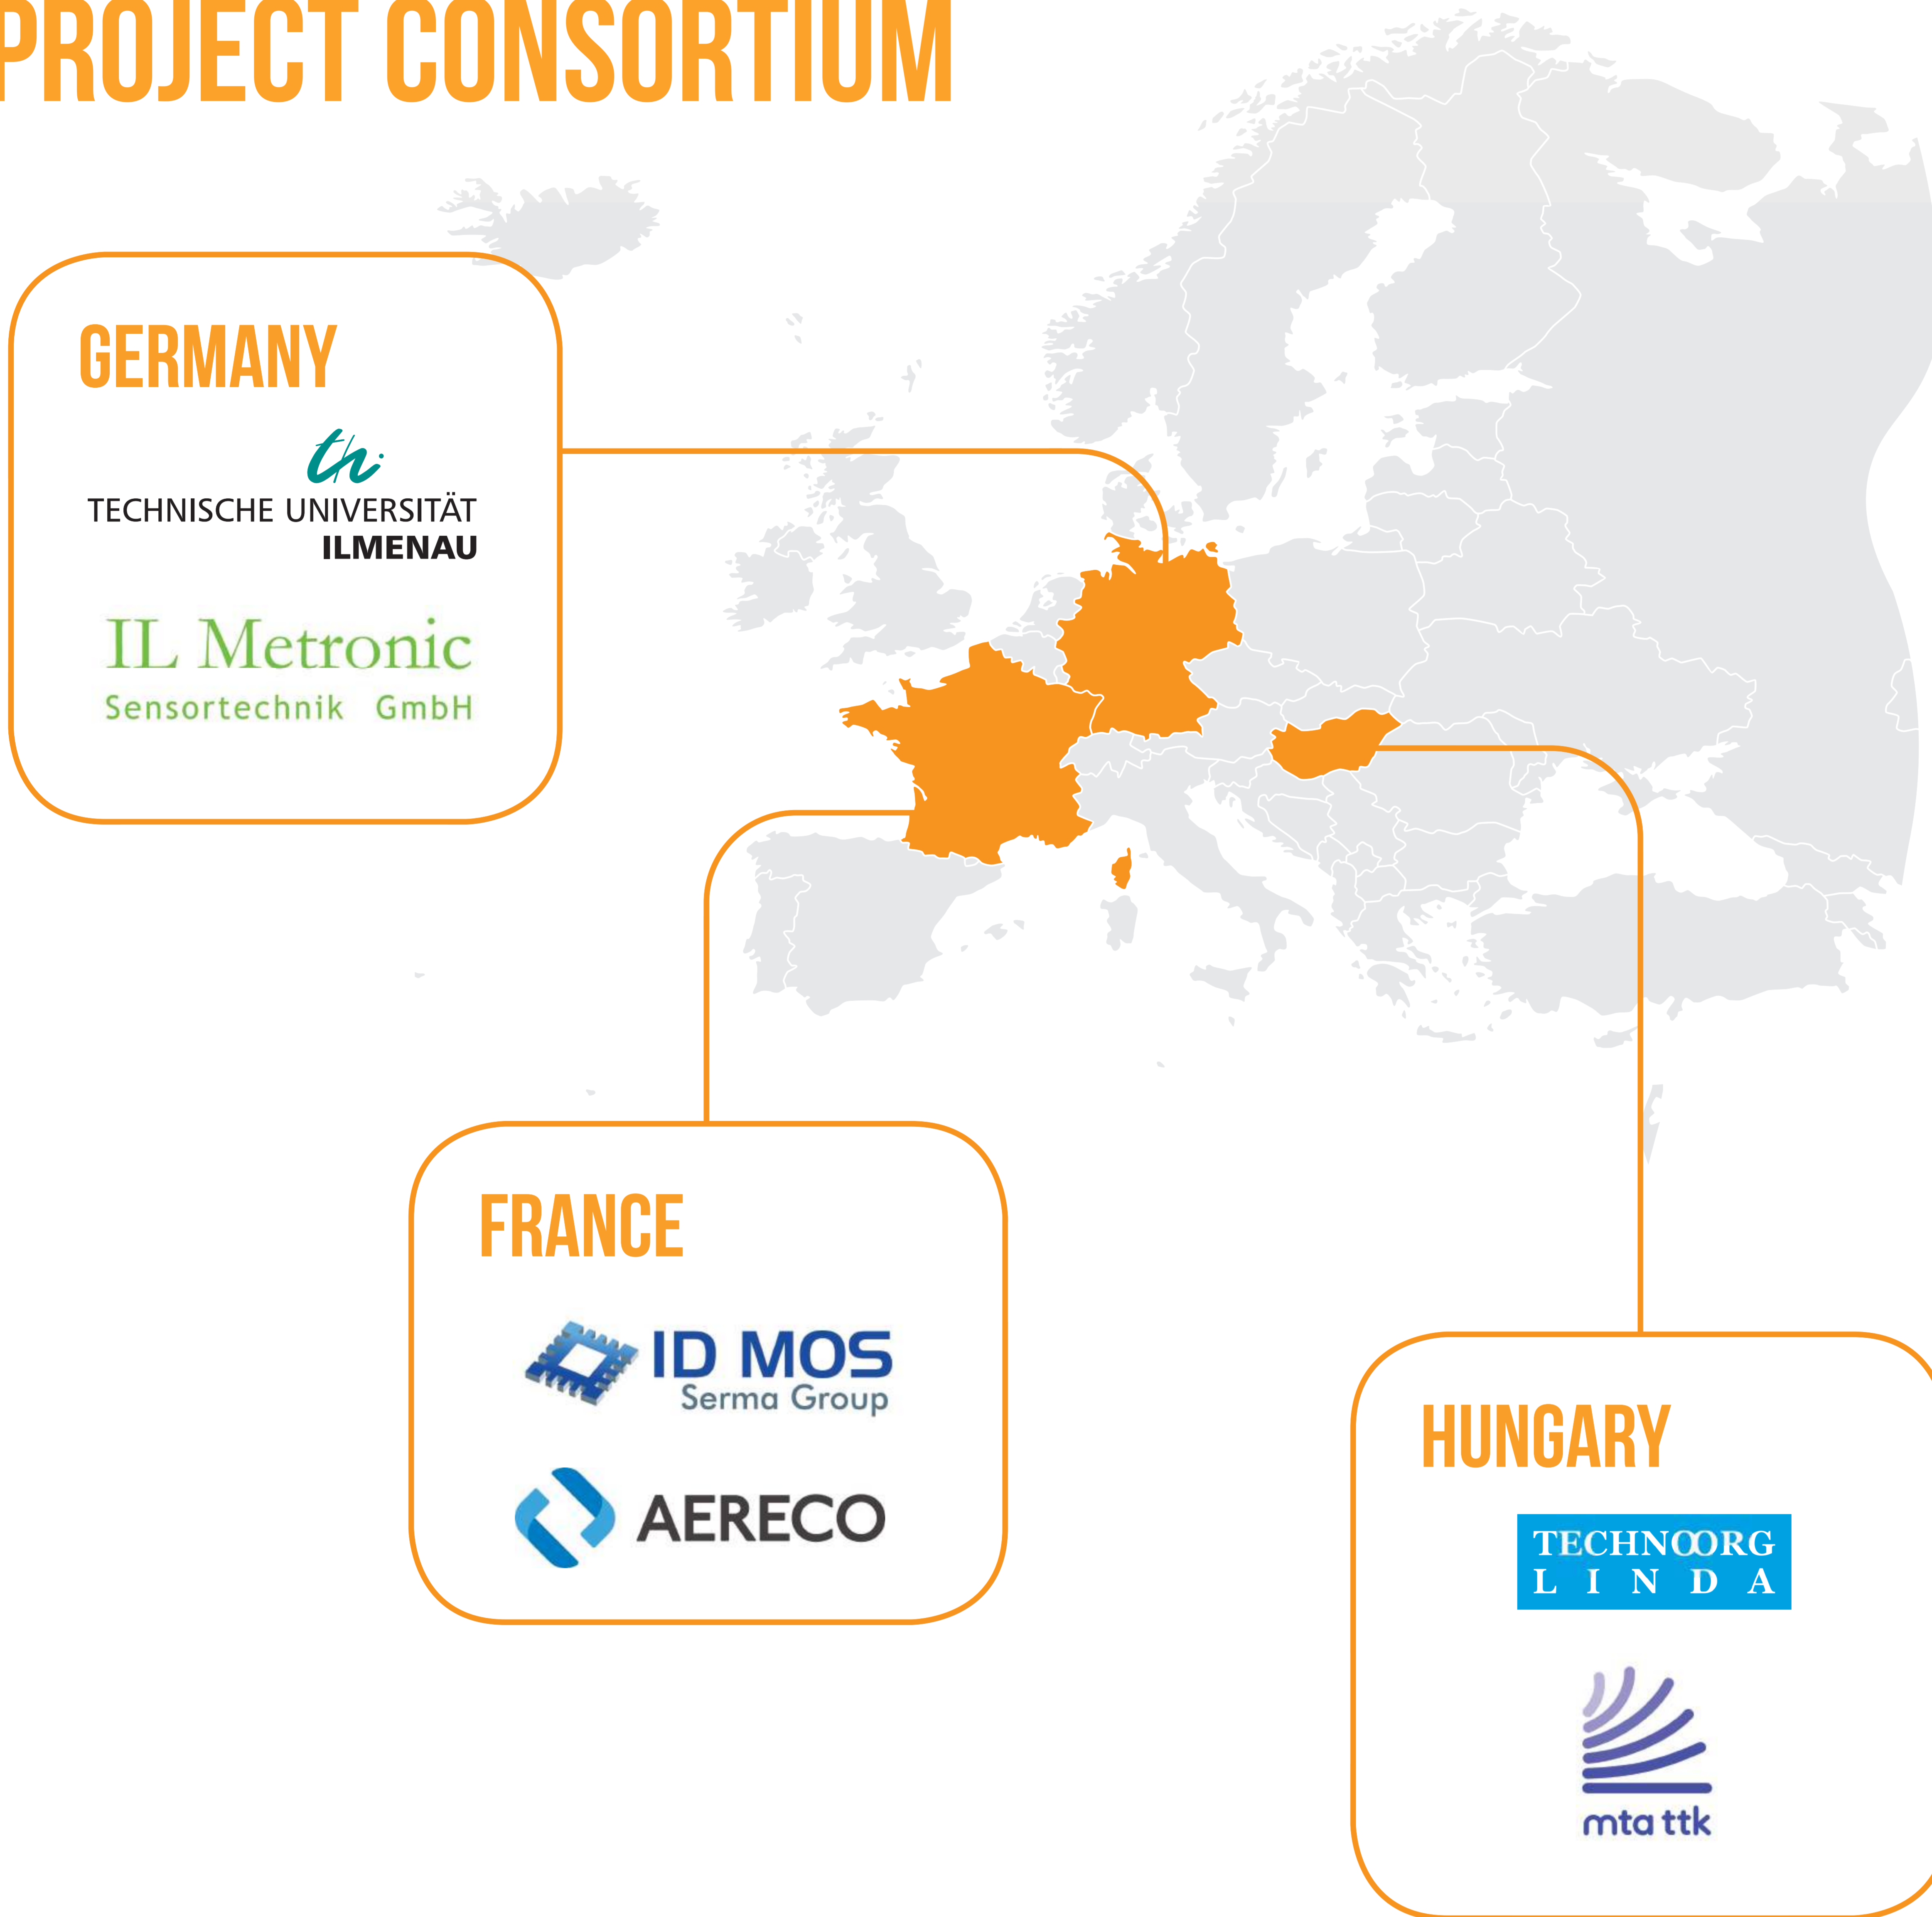 PROJECT CONSORTIUM
GERMANY
TECHNISCHE UNIVERSITÄT
ILMENAU
IL Metronic
Sensortechnik GmbH
FRANCE
ID MOS
Serma Group
AERECO
HUNGARY
TECHNOORG
LINDA
mta ttk